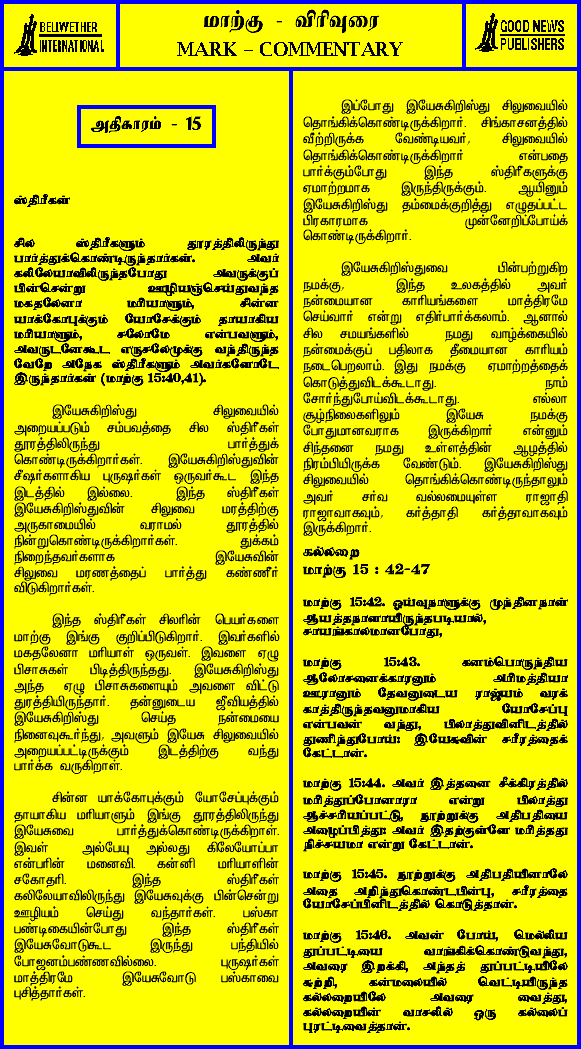 BELLWETHER
INTERNATIONAL
மாற்கு - விரிவுரை
MARK – COMMENTARY
GOOD NEWS
PUBLISHERS
அதிகாரம் - 15
ஸ்திரீகள்
சில ஸ்திரீகளும் தூரத்திலிருந்து
பார்த்துக்கொண்டிருந்தார்கள். அவர்
கலிலேயாவிலிருந்தபோது அவருக்குப்
பின்சென்று ஊழியஞ்செய்துவந்த
மகதலேனா மரியாளும், சின்ன
யாக்கோபுக்கும் யோசேக்கும் தாயாகிய
மரியாளும், சலோமே என்பவளும்,
அவருடனேகூட எருசலேமுக்கு வந்திருந்த
வேறே அநேக ஸ்திரீகளும் அவர்களோடே
இருந்தார்கள் (மாற்கு 15:40,41).
இயேசுகிறிஸ்து சிலுவையில்
அறையப்படும் சம்பவத்தை சில ஸ்திரீகள்
தூரத்திலிருந்து பார்த்துக்
கொண்டிருக்கிறார்கள். இயேசுகிறிஸ்துவின்
சீஷர்களாகிய புருஷர்கள் ஒருவர்கூட இந்த
இடத்தில் இல்லை. இந்த ஸ்திரீகள்
இயேசுகிறிஸ்துவின் சிலுவை மரத்திற்கு
அருகாமையில் வராமல் தூரத்தில்
நின்றுகொண்டிருக்கிறார்கள். துக்கம்
நிறைந்தவர்களாக இயேசுவின்
சிலுவை மரணத்தைப் பார்த்து கண்ணீர்
விடுகிறார்கள்.
இந்த ஸ்திரீகள் சிலரின் பெயர்களை
மாற்கு இங்கு குறிப்பிடுகிறார். இவர்களில்
மகதலேனா மரியாள் ஒருவள். இவளை ஏழு
பிசாசுகள் பிடித்திருந்தது. இயேசுகிறிஸ்து
அந்த ஏழு பிசாசுகளையும் அவளை விட்டு
துரத்தியிருந்தார். தன்னுடைய ஜீவியத்தில்
இயேசுகிறிஸ்து செய்த நன்மையை
நினைவுகூர்ந்து, அவளும் இயேசு சிலுவையில்
அறையப்பட்டிருக்கும் இடத்திற்கு வந்து
பார்க்க வருகிறாள்.
சின்ன யாக்கோபுக்கும் யோசேப்புக்கும்
தாயாகிய மரியாளும் இங்கு தூரத்திலிருந்து
இயேசுவை பார்த்துக்கொண்டிருக்கிறாள்.
இவள் அல்பேயு அல்லது கிலேயோப்பா
என்பரின் மனைவி. கன்னி மரியாளின்
சகோதரி. இந்த ஸ்திரீகள்
கலிலேயாவிலிருந்து இயேசுவுக்கு பின்சென்று
ஊழியம் செய்து வந்தார்கள். பஸ்கா
பண்டிகையின்போது இந்த ஸ்திரீகள்
இயேசுவோடுகூட இருந்து பந்தியில்
போஜனம்பண்ணவில்லை. புருஷர்கள்
மாத்திரமே இயேசுவோடு பஸ்காவை
புசித்தார்கள்.
இப்போது இயேசுகிறிஸ்து சிலுவையில்
தொங்கிக்கொண்டிருக்கிறார். சிங்காசனத்தில்
வீற்றிருக்க வேண்டியவர், சிலுவையில்
தொங்கிக்கொண்டிருக்கிறார் என்பதை
பார்க்கும்போது இந்த ஸ்திரீகளுக்கு
ஏமாற்றமாக இருந்திருக்கும். ஆயினும்
இயேசுகிறிஸ்து தம்மைக்குறித்து எழுதப்பட்ட
பிரகாரமாக முன்னேறிப்போய்க்
கொண்டிருக்கிறார்.
இயேசுகிறிஸ்துவை பின்பற்றுகிற
நமக்கு, இந்த உலகத்தில் அவர்
நன்மையான காரியங்களை மாத்திரமே
செய்வார் என்று எதிர்பார்க்கலாம். ஆனால்
சில சமயங்களில் நமது வாழ்க்கையில்
நன்மைக்குப் பதிலாக தீமையான காரியம்
நடைபெறலாம். இது நமக்கு ஏமாற்றத்தைக்
கொடுத்துவிடக்கூடாது. நாம்
சோர்ந்துபோய்விடக்கூடாது. எல்லா
சூழ்நிலைகளிலும் இயேசு நமக்கு
போதுமானவராக இருக்கிறார் என்னும்
சிந்தனை நமது உள்ளத்தின் ஆழத்தில்
நிரம்பியிருக்க வேண்டும். இயேசுகிறிஸ்து
சிலுவையில் தொங்கிக்கொண்டிருந்தாலும்
அவர் சர்வ வல்லமையுள்ள ராஜாதி
ராஜாவாகவும், கர்த்தாதி கர்த்தாவாகவும்
இருக்கிறார்.
கல்லறை
மாற்கு 15 : 42-47
மாற்கு 15:42. ஓய்வுநாளுக்கு முந்தினநாள்
ஆயத்தநாளாயிருந்தபடியால்,
சாயங்காலமானபோது,
மாற்கு 15:43. கனம்பொருந்திய
ஆலோசனைக்காரனும் அரிமத்தியா
ஊரானும் தேவனுடைய ராஜ்யம் வரக்
காத்திருந்தவனுமாகிய யோசேப்பு
என்பவன் வந்து, பிலாத்துவினிடத்தில்
துணிந்துபோய்: இயேசுவின் சரீரத்தைக்
கேட்டான்.
மாற்கு 15:44. அவர் இத்தனை சீக்கிரத்தில்
மரித்துப்போனாரா என்று பிலாத்து
ஆச்சரியப்பட்டு, நூற்றுக்கு அதிபதியை
அழைப்பித்து: அவர் இதற்குள்ளே மரித்தது
நிச்சயமா என்று கேட்டான்.
மாற்கு 15:45. நூற்றுக்கு அதிபதியினாலே
அதை அறிந்துகொண்டபின்பு, சரீரத்தை
யோசேப்பினிடத்தில் கொடுத்தான்.
மாற்கு 15:46. அவன் போய், மெல்லிய
துப்பட்டியை வாங்கிக்கொண்டுவந்து,
அவரை இறக்கி, அந்தத் துப்பட்டியிலே
சுற்றி, கன்மலையில் வெட்டியிருந்த
கல்லறையிலே அவரை வைத்து,
கல்லறையின் வாசலில் ஒரு கல்லைப்
புரட்டிவைத்தான்.